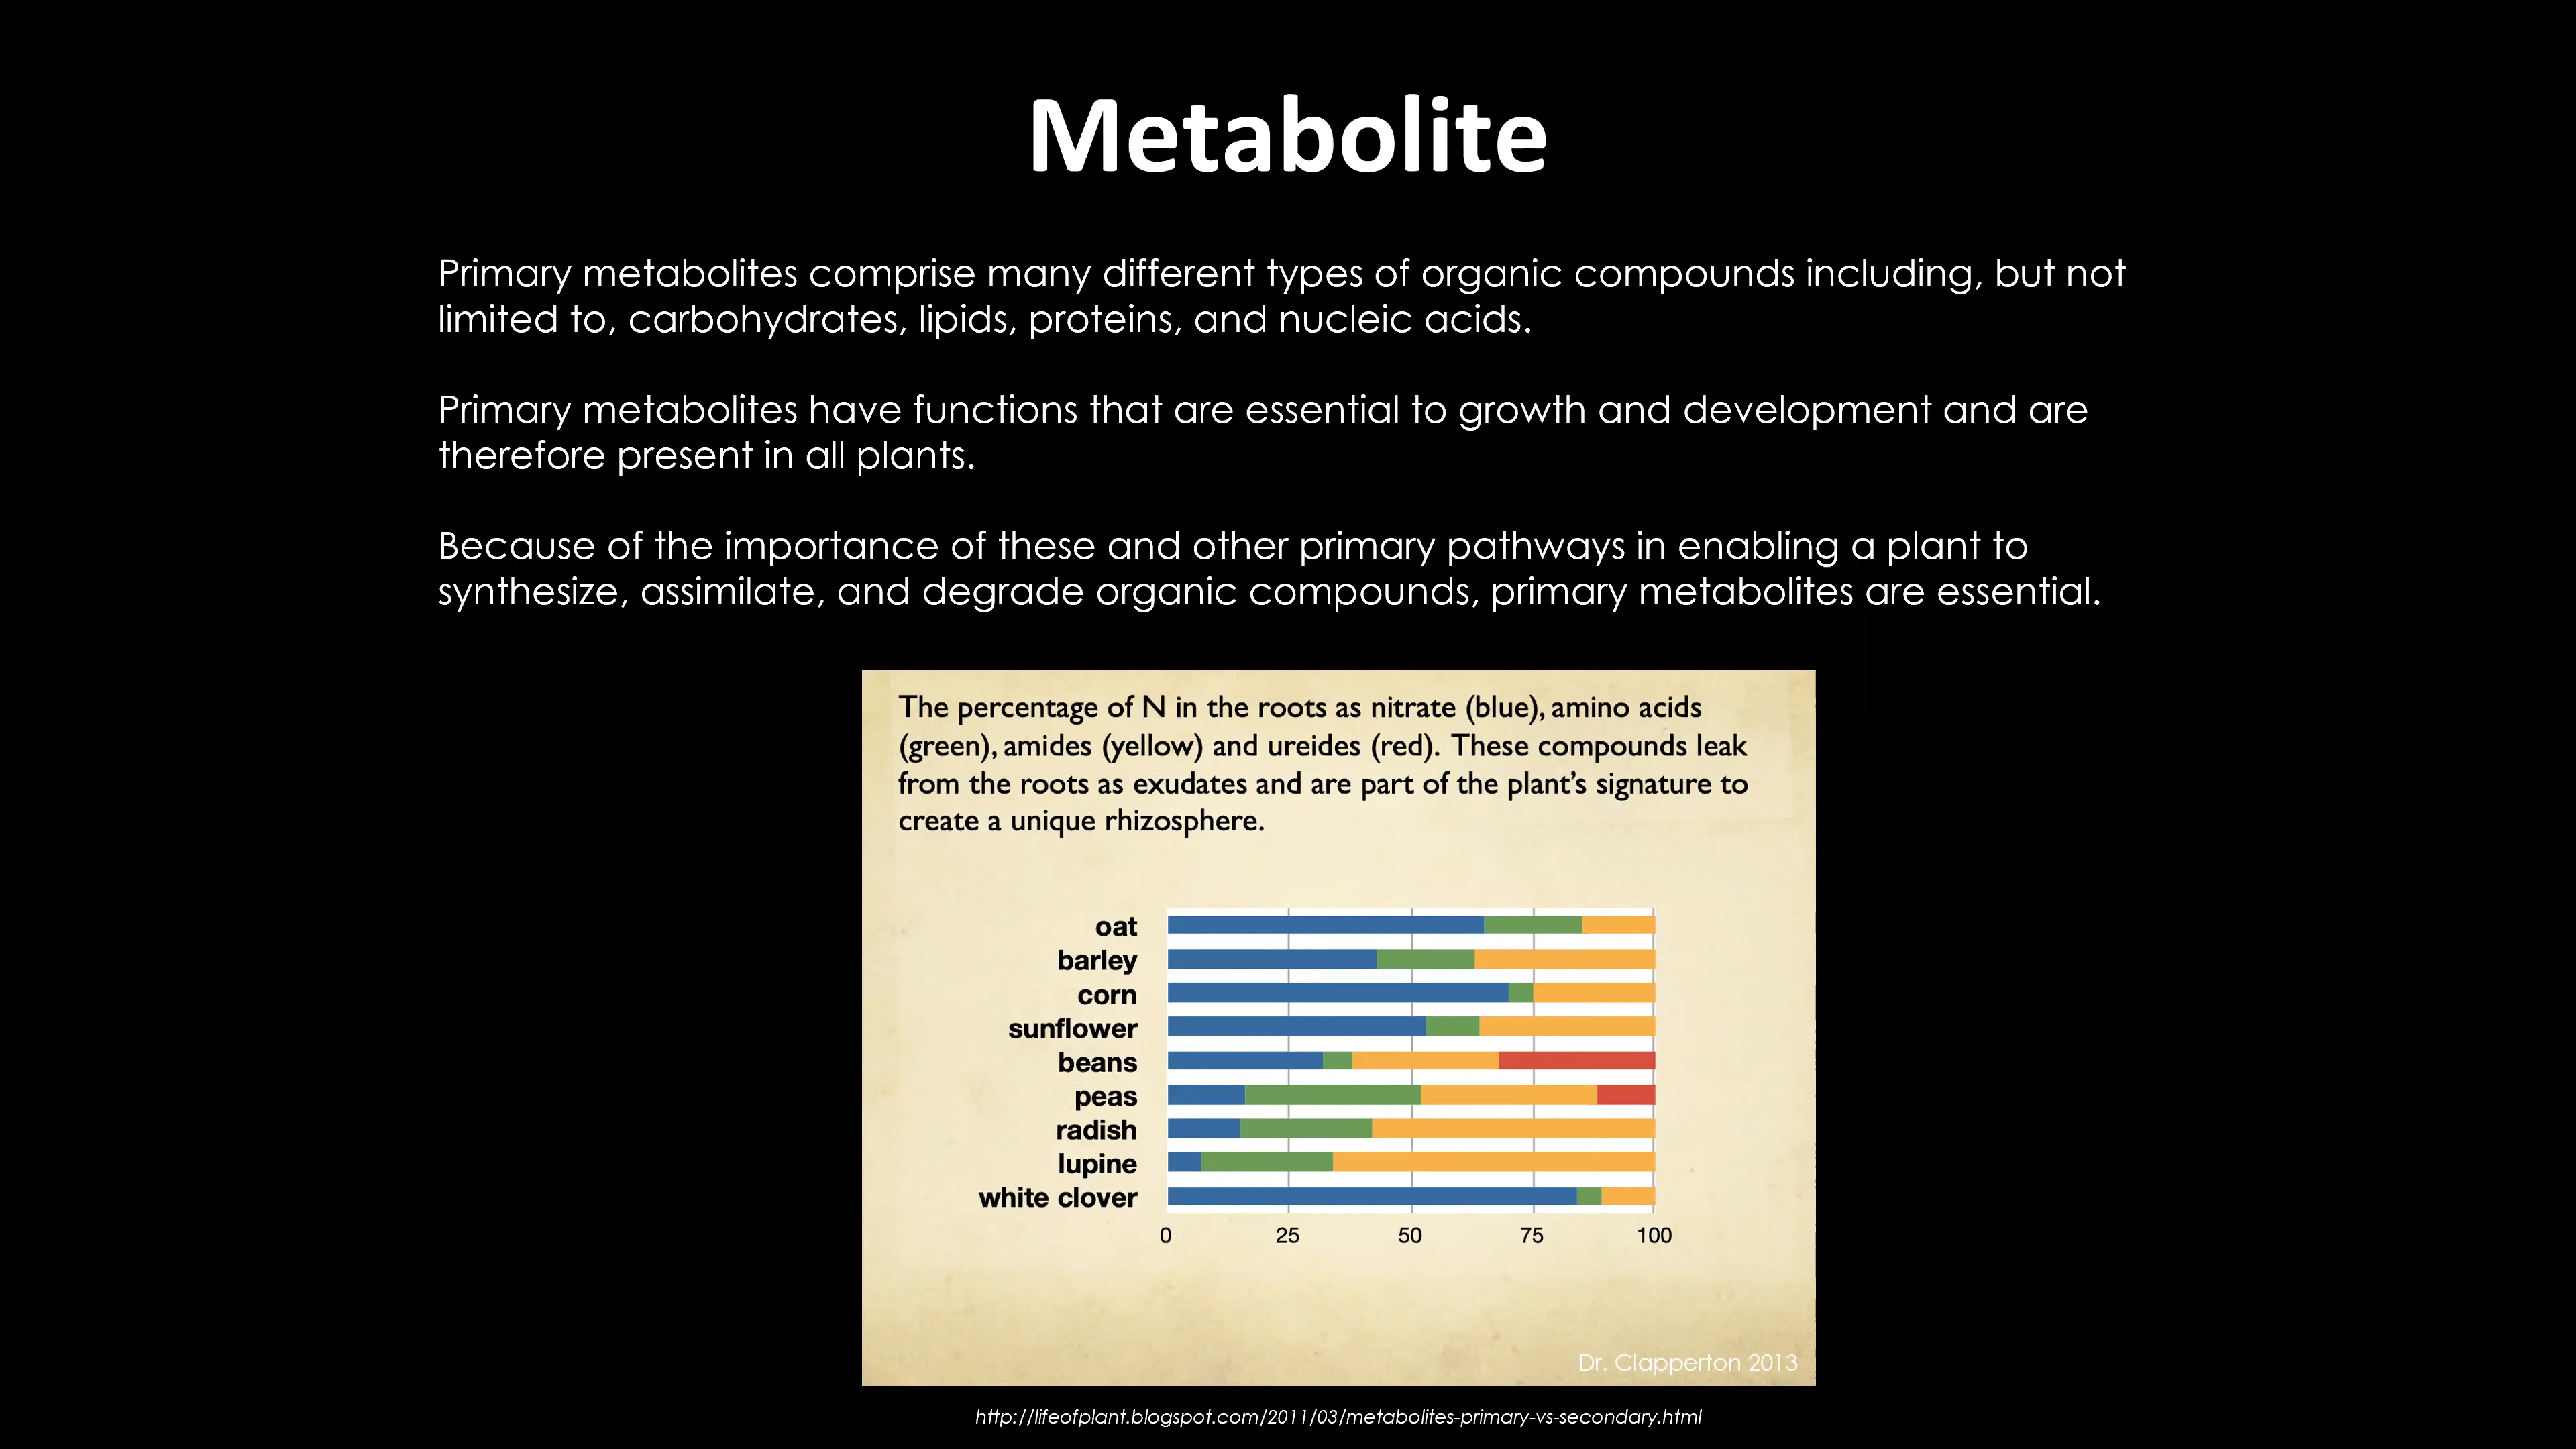 Metabolite
Primary metabolites comprise many different types of organic compounds including, but not
limited to, carbohydrates, lipids, proteins, and nucleic acids.
Primary metabolites have functions that are essential to growth and development and are
therefore present in all plants.
Because of the importance of these and other primary pathways in enabling a plant to
synthesize, assimilate, and degrade organic compounds, primary metabolites are essential.
The percentage of N in the roots as nitrate (blue), amino acids
(green), amides (yellow) and ureides (red). These compounds leak
from the roots as exudates and are part of the plant’s signature to
create a unique rhizosphere.
oat
barley
corn
sunflower
beans
peas
radish
lupine
white clover
0 25 50 75 100
Dr. Clapperton 2013
http://lifeofplant.blogspot.com/2011/03/metabolites-primary-vs-secondary.html